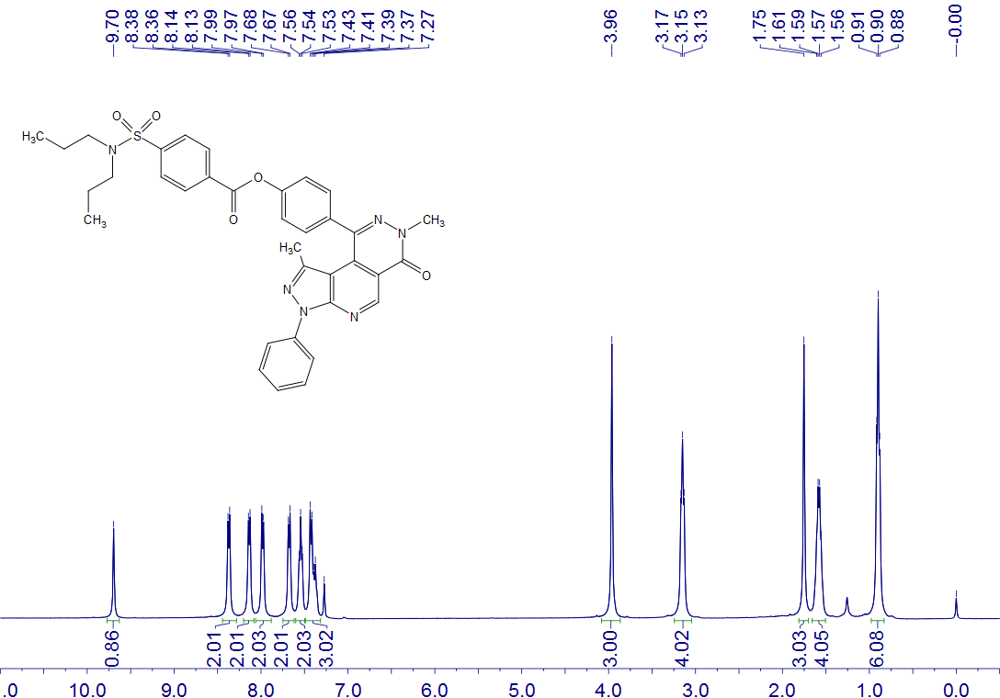 9.70 8.38 8.36 8.14 8.13 7.99 7.97 7.68 7.67 7.56 7.54 7.53 7.43 7.41 7.39 7.37 7.27 3.96 3.17 3.15 3.13 1.75 1.61 1.59 1.57 1.56 0.91 0.90 0.88 -0.00
O O
H₃C S
N
O
CH₃ O
N CH₃
N
H₃C
O
N
N N
0.86 2.01 2.01 2.03 2.01 2.03 3.02 3.00 4.02 3.03 4.05 6.08
.0 10.0 9.0 8.0 7.0 6.0 5.0 4.0 3.0 2.0 1.0 0.0